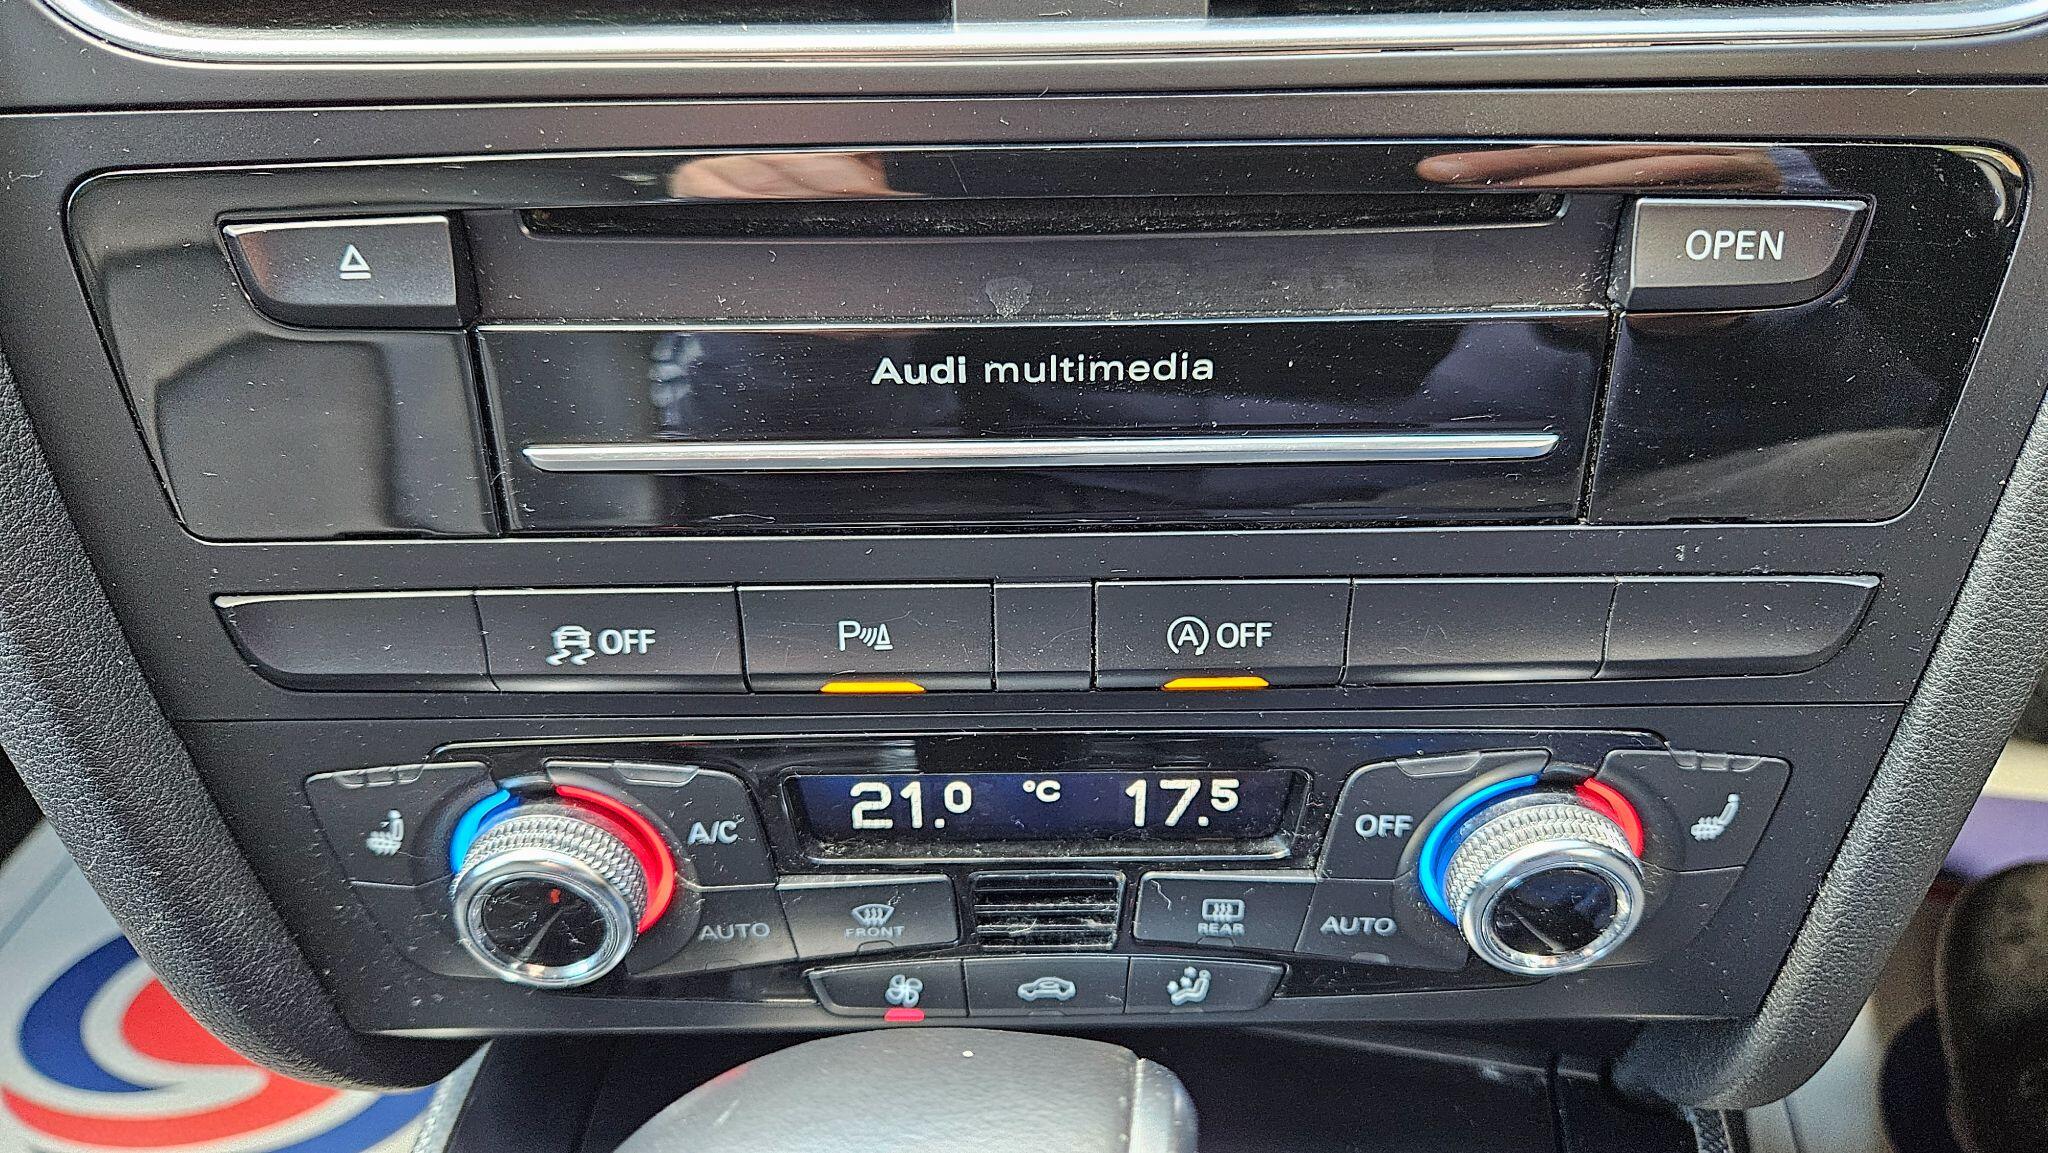 OPEN
Audi multimedia
OFF
P
A OFF
A/C
21.0 °C 17.5
OFF
AUTO
FRONT
REAR
AUTO